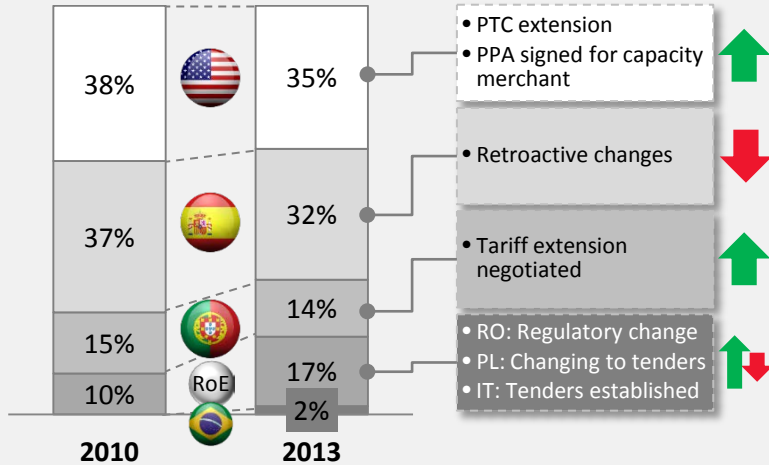 38%
35%
• PTC extension
• PPA signed for capacity
merchant
37%
32%
• Retroactive changes
15%
14%
• Tariff extension
negotiated
10%
RoE
17%
• RO: Regulatory change
• PL: Changing to tenders
• IT: Tenders established
2%
2010
2013